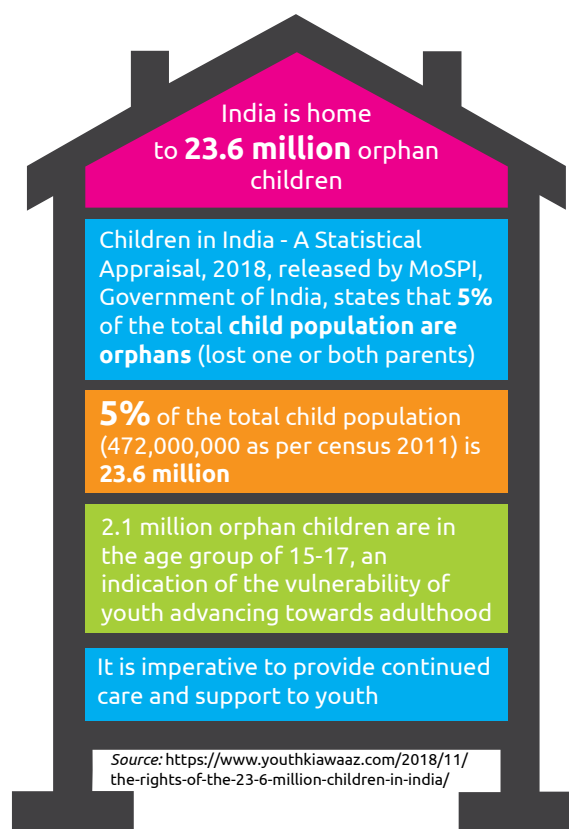 India is home
to 23.6 million orphan
children
Children in India - A Statistical
Appraisal, 2018, released by MoSPI,
Government of India, states that 5%
of the total child population are
orphans (lost one or both parents)
5% of the total child population
(472,000,000 as per census 2011) is
23.6 million
2.1 million orphan children are in
the age group of 15-17, an
indication of the vulnerability of
youth advancing towards adulthood
It is imperative to provide continued
care and support to youth
Source: https://www.youthkiawaaz.com/2018/11/
the-rights-of-the-23-6-million-children-in-india/